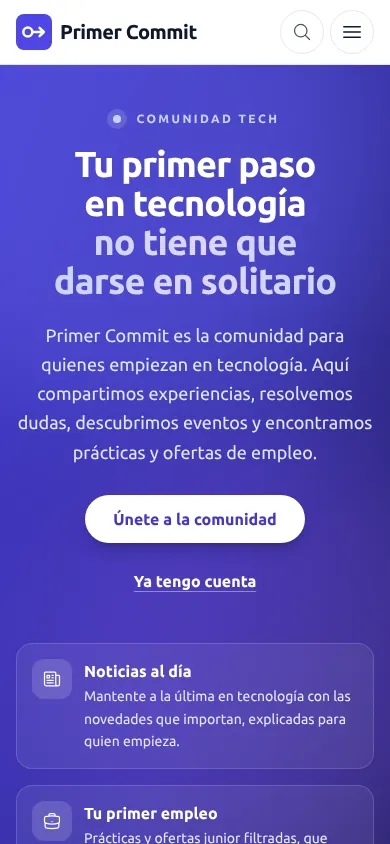 Primer Commit
COMUNIDAD TECH
Tu primer paso
en tecnología
no tiene que
darse en solitario
Primer Commit es la comunidad para
quienes empiezan en tecnología. Aquí
compartimos experiencias, resolvemos
dudas, descubrimos eventos y encontramos
prácticas y ofertas de empleo.
Únete a la comunidad
Ya tengo cuenta
Noticias al día
Mantente a la última en tecnología con las
novedades que importan, explicadas para
quien empieza.
Tu primer empleo
Prácticas y ofertas junior filtradas, que